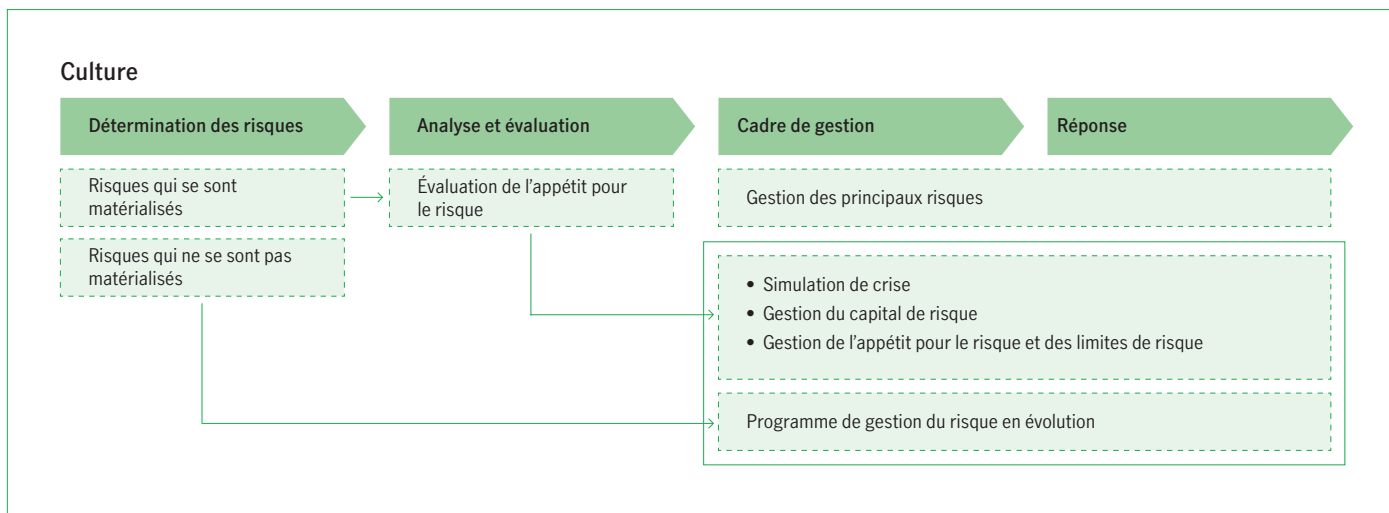 Culture
Détermination des risques
Analyse et évaluation
Cadre de gestion
Réponse
Risques qui se sont
matérialisés
Évaluation de l'appétit pour
le risque
Gestion des principaux risques
Risques qui ne se sont pas
matérialisés
• Simulation de crise
• Gestion du capital de risque
• Gestion de l'appétit pour le risque et des limites de risque
Programme de gestion du risque en évolution